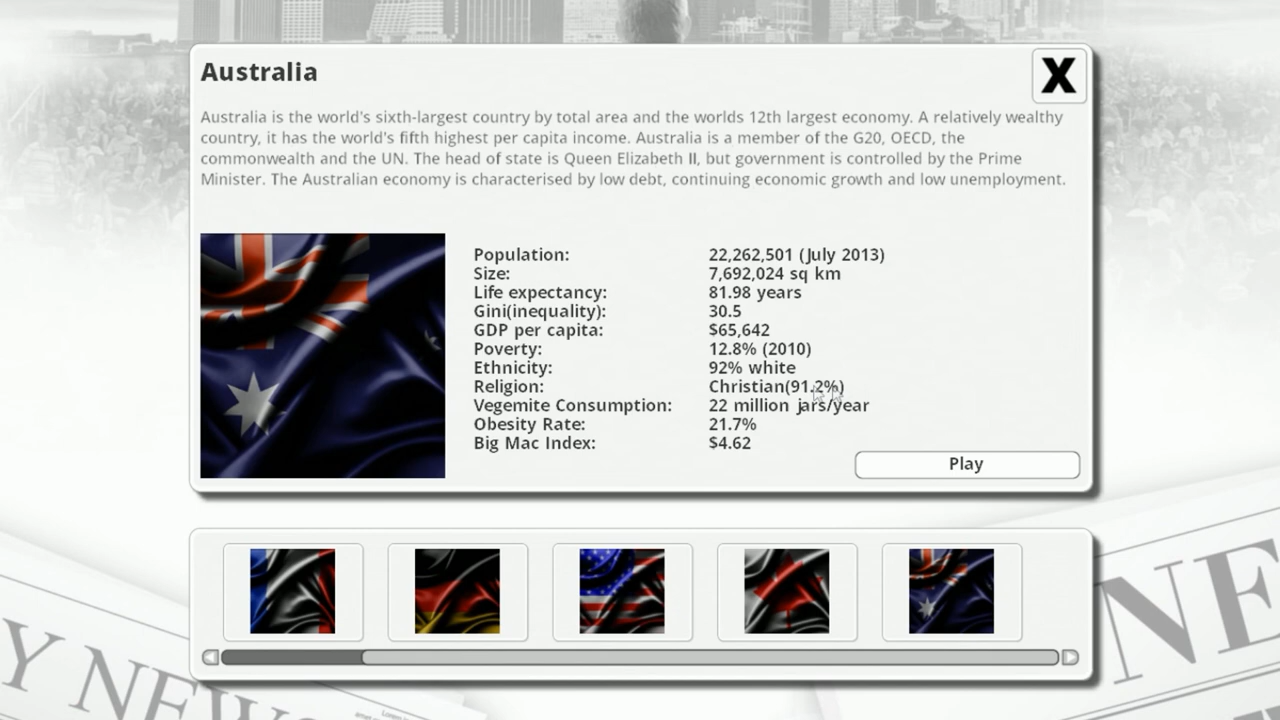 Australia
X
Australia is the world's sixth-largest country by total area and the worlds 12th largest economy. A relatively wealthy
country, it has the world's fifth highest per capita income. Australia is a member of the G20, OECD, the
commonwealth and the UN. The head of state is Queen Elizabeth II, but government is controlled by the Prime
Minister. The Australian economy is characterised by low debt, continuing economic growth and low unemployment.
Population: 22,262,501 (July 2013)
Size: 7,692,024 sq km
Life expectancy: 81.98 years
Gini(inequality): 30.5
GDP per capita: $65,642
Poverty: 12.8% (2010)
Ethnicity: 92% white
Religion: Christian(91.2%)
Vegemite Consumption: 22 million jars/year
Obesity Rate: 21.7%
Big Mac Index: $4.62
Play
Y NEWS
NE